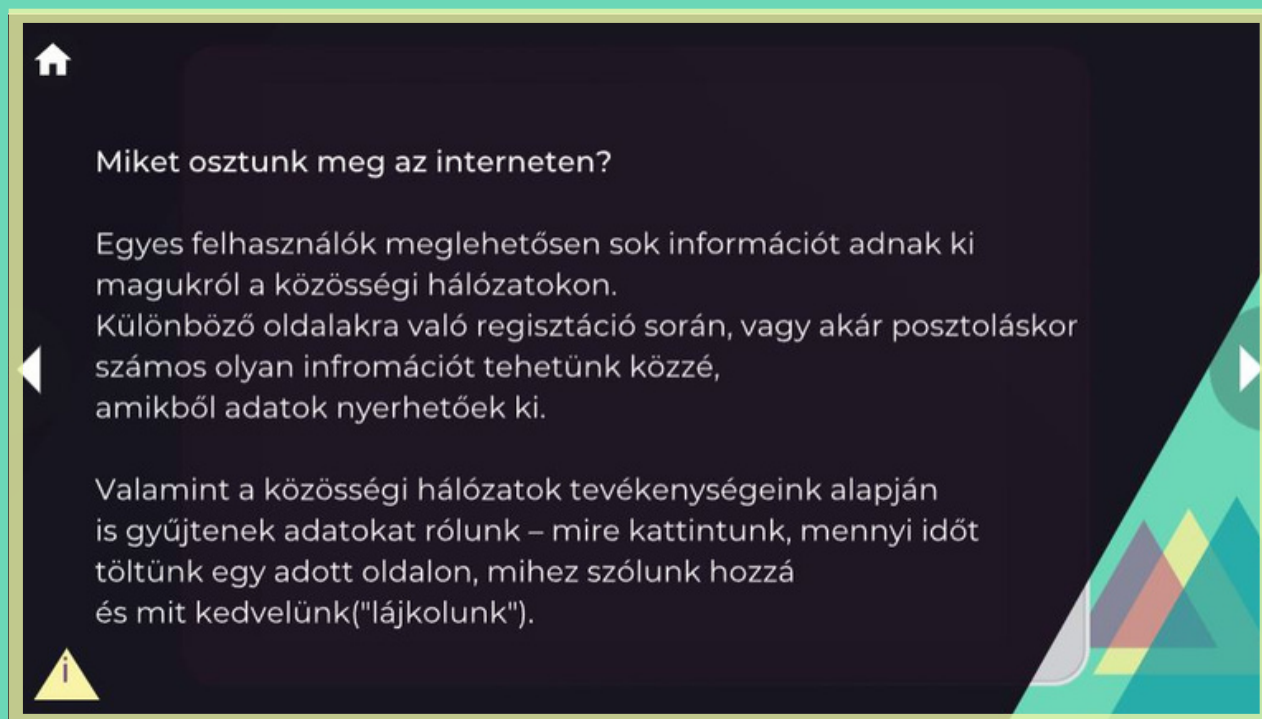 Miket osztunk meg az interneten?
Egyes felhasználók meglehetősen sok információt adnak ki
magukról a közösségi hálózatokon.
Különböző oldalakra való regisztáció során, vagy akár posztoláskor
számos olyan infromációt tehetünk közzé,
amikből adatok nyerhetőek ki.
Valamint a közösségi hálózatok tevékenységeink alapján
is gyűjtenek adatokat rólunk – mire kattintunk, mennyi időt
töltünk egy adott oldalon, mihez szólunk hozzá
és mit kedvelünk("lájkolunk").
i